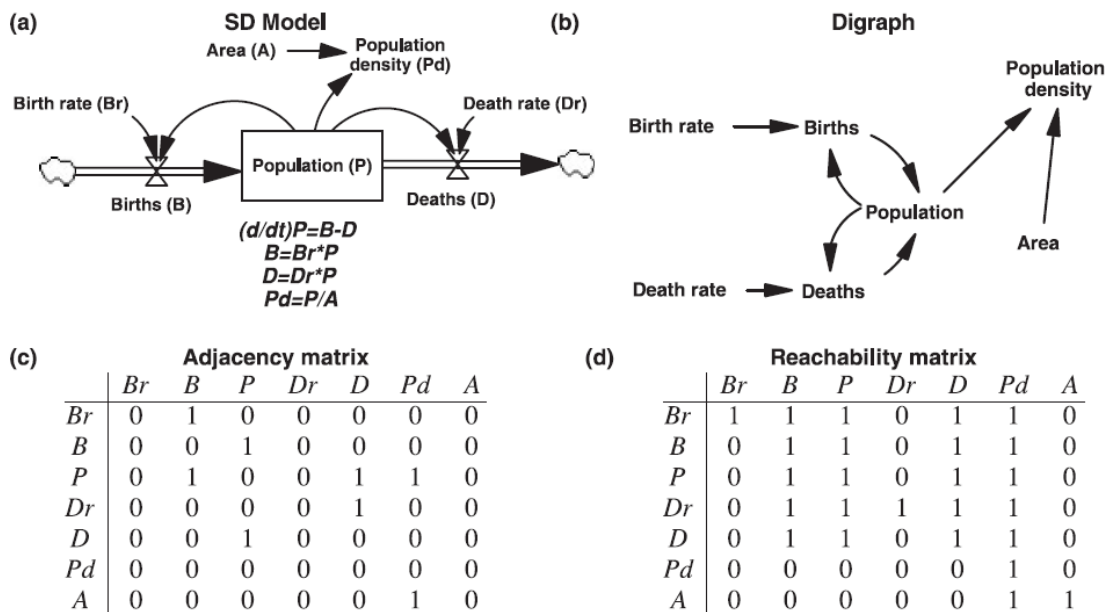 (a) SD Model
Area (A)
Population
density (Pd)
Birth rate (Br)
Death rate (Dr)
Population (P)
Births (B)
Deaths (D)
(d/dt)P=B-D
B=Br*P
D=Dr*P
Pd=P/A
(b) Digraph
Population
density
Birth rate
Births
Population
Area
Death rate
Deaths
(c) Adjacency matrix
Br B P Dr D Pd A
Br 0 1 0 0 0 0 0
B 0 0 1 0 0 0 0
P 0 1 0 0 1 1 0
Dr 0 0 0 0 1 0 0
D 0 0 1 0 0 0 0
Pd 0 0 0 0 0 0 0
A 0 0 0 0 0 1 0
(d) Reachability matrix
Br B P Dr D Pd A
Br 1 1 1 0 1 1 0
B 0 1 1 0 1 1 0
P 0 1 1 0 1 1 0
Dr 0 1 1 1 1 1 0
D 0 1 1 0 1 1 0
Pd 0 0 0 0 0 1 0
A 0 0 0 0 0 1 1